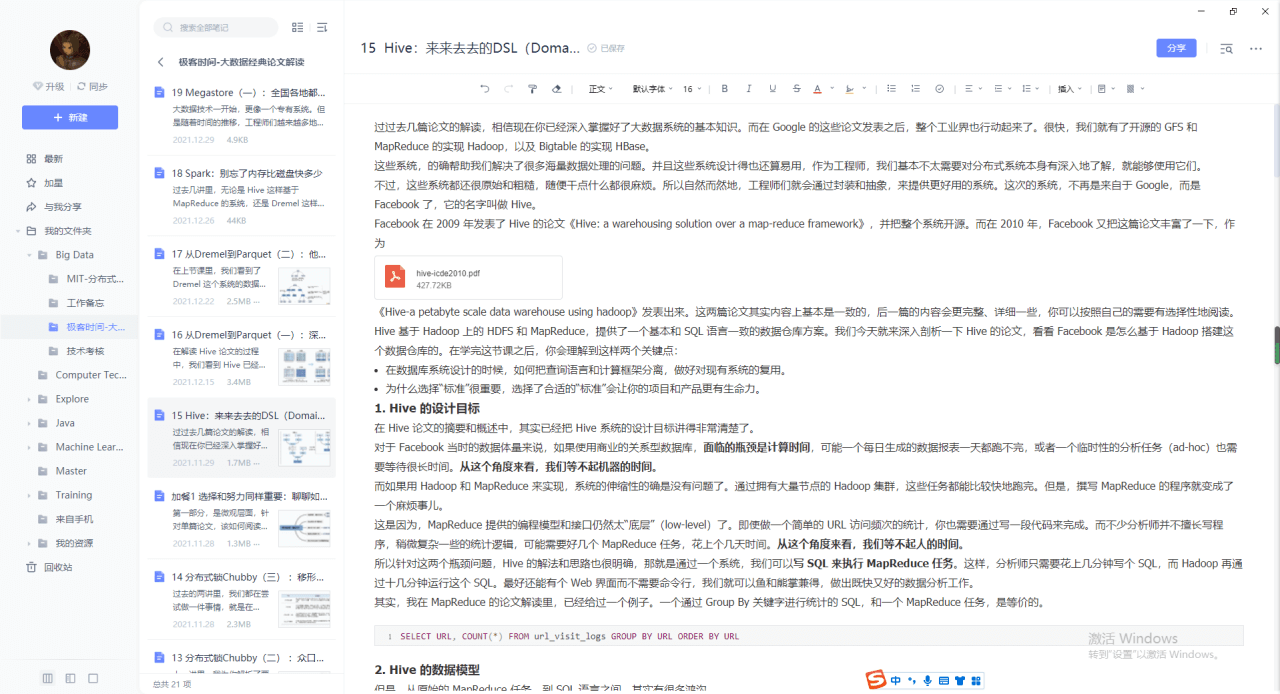 升级
同步
新建
最新
加星
与我分享
我的文件夹
Big Data
MIT-分布式...
工作备忘
极客时间-大...
技术考核
Computer Tec...
Explore
Java
Machine Lear...
Master
Training
来自手机
我的资源
回收站
搜索全部笔记
极客时间-大数据经典论文解读
19 Megastore（一）：全国各地都...
大数据技术一开始，更像一个专有系统。但
是随着时间的推移，工程师们越来越多地...
2021.12.29 4.9KB
18 Spark：别忘了内存比磁盘快多少
过去几讲里，无论是 Hive 这样基于
MapReduce 的系统，还是 Dremel 这样...
2021.12.26 44KB
17 从Dremel到Parquet（二）：他...
在上节课里，我们看到了
Dremel 这个系统的数据...
2021.12.22 2.5MB ···
16 从Dremel到Parquet（一）：深...
在解读 Hive 论文的过程
中，我们看到 Hive 已经...
2021.12.15 3.4MB
15 Hive：来来去去的DSL（Domai...
过过去几篇论文的解读，相
信现在你已经深入掌握好...
2021.11.29 1.7MB ···
加餐1 选择和努力同样重要：聊聊如...
第一部分，是微观层面，针
对单篇论文，该如何阅读...
2021.11.28 1.3MB ···
14 分布式锁Chubby（三）：移形...
过去的两讲里，我们都在尝
试做一件事情，就是在...
2021.11.28 2.3MB
13 分布式锁Chubby（二）：众口...
总共 21 项
15 Hive：来来去去的DSL（Doma...
已保存
分享
正文 默认字体 16 B I U S A 插入
过过去几篇论文的解读，相信现在你已经深入掌握好了大数据系统的基本知识。而在 Google 的这些论文发表之后，整个工业界也行动起来了。很快，我们就有了开源的 GFS 和
MapReduce 的实现 Hadoop，以及 Bigtable 的实现 HBase。
这些系统，的确帮助我们解决了很多海量数据处理的问题。并且这些系统设计得也还算易用，作为工程师，我们基本不太需要对分布式系统本身有深入地了解，就能够使用它们。
不过，这些系统都还很原始和粗糙，随便干点什么都很麻烦。所以自然而然地，工程师们就会通过封装和抽象，来提供更好用的系统。这次的系统，不再是来自于 Google，而是
Facebook 了，它的名字叫做 Hive。
Facebook 在 2009 年发表了 Hive 的论文《Hive: a warehousing solution over a map-reduce framework》，并把整个系统开源。而在 2010 年，Facebook 又把这篇论文丰富了一下，作
为
hive-icde2010.pdf
427.72KB
《Hive-a petabyte scale data warehouse using hadoop》发表出来。这两篇论文其实内容上基本是一致的，后一篇的内容会更完整、详细一些，你可以按照自己的需要有选择性地阅读。
Hive 基于 Hadoop 上的 HDFS 和 MapReduce，提供了一个基本和 SQL 语言一致的数据仓库方案。我们今天就来深入剖析一下 Hive 的论文，看看 Facebook 是怎么基于 Hadoop 搭建这
个数据仓库的。在学完这节课之后，你会理解到这样两个关键点：
• 在数据库系统设计的时候，如何把查询语言和计算框架分离，做好对现有系统的复用。
• 为什么选择“标准”很重要，选择了合适的“标准”会让你的项目和产品更有生命力。
1. Hive 的设计目标
在 Hive 论文的摘要和概述中，其实已经把 Hive 系统的设计目标讲得非常清楚了。
对于 Facebook 当时的数据体量来说，如果使用商业的关系型数据库，面临的瓶颈是计算时间，可能一个每日生成的数据报表一天都跑不完，或者一个临时性的分析任务（ad-hoc）也需
要等待很长时间。从这个角度来看，我们等不起机器的时间。
而如果用 Hadoop 和 MapReduce 来实现，系统的伸缩性的确是没有问题了。通过拥有大量节点的 Hadoop 集群，这些任务都能比较快地跑完。但是，撰写 MapReduce 的程序就变成了
一个麻烦事儿。
这是因为，MapReduce 提供的编程模型和接口仍然太“底层”（low-level）了。即使做一个简单的 URL 访问频次的统计，你也需要通过写一段代码来完成。而不少分析师并不擅长写程
序，稍微复杂一些的统计逻辑，可能需要好几个 MapReduce 任务，花上个几天时间。从这个角度来看，我们等不起人的时间。
所以针对这两个瓶颈问题，Hive 的解法和思路也很明确，那就是通过一个系统，我们可以写 SQL 来执行 MapReduce 任务。这样，分析师只需要花上几分钟写个 SQL，而 Hadoop 再通
过十几分钟运行这个 SQL。最好还能有个 Web 界面而不需要命令行，我们就可以鱼和熊掌兼得，做出既快又好的数据分析工作。
其实，我在 MapReduce 的论文解读里，已经给过一个例子。一个通过 Group By 关键字进行统计的 SQL，和一个 MapReduce 任务，是等价的。
1 SELECT URL, COUNT(*) FROM url_visit_logs GROUP BY URL ORDER BY URL
激活 Windows
转到“设置”以激活 Windows。
2. Hive 的数据模型
但是，从原始的 MapReduce 任务，到 SQL 语言之间，其实有很多鸿沟
中